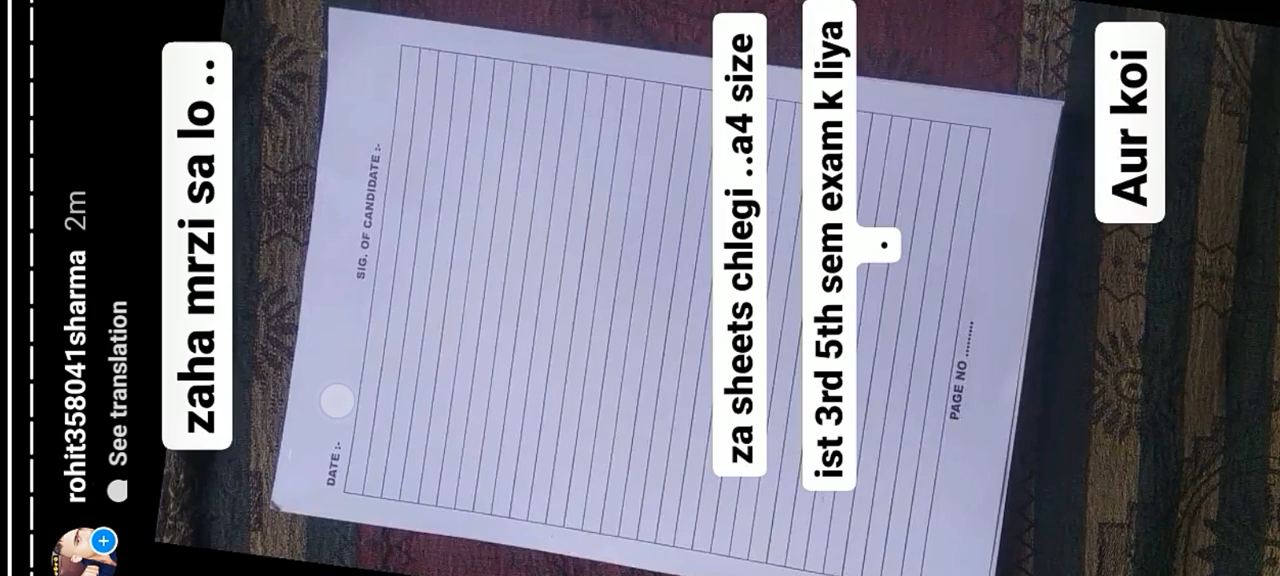 rohit358041sharma 2m
See translation
zaha mrzi sa lo ..
DATE :-
SIG. OF CANDIDATE :-
za sheets chlegi ..a4 size
ist 3rd 5th sem exam k liya
.
PAGE NO .........
Aur koi